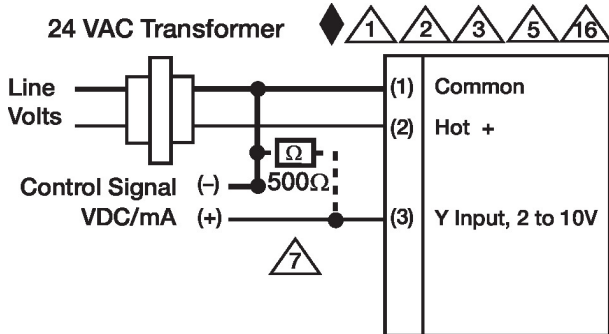 24 VAC Transformer
1 2 3 5 16
Line Volts
(1) Common
(2) Hot +
Ω
500Ω
Control Signal (–)
VDC/mA (+)
(3) Y Input, 2 to 10V
7